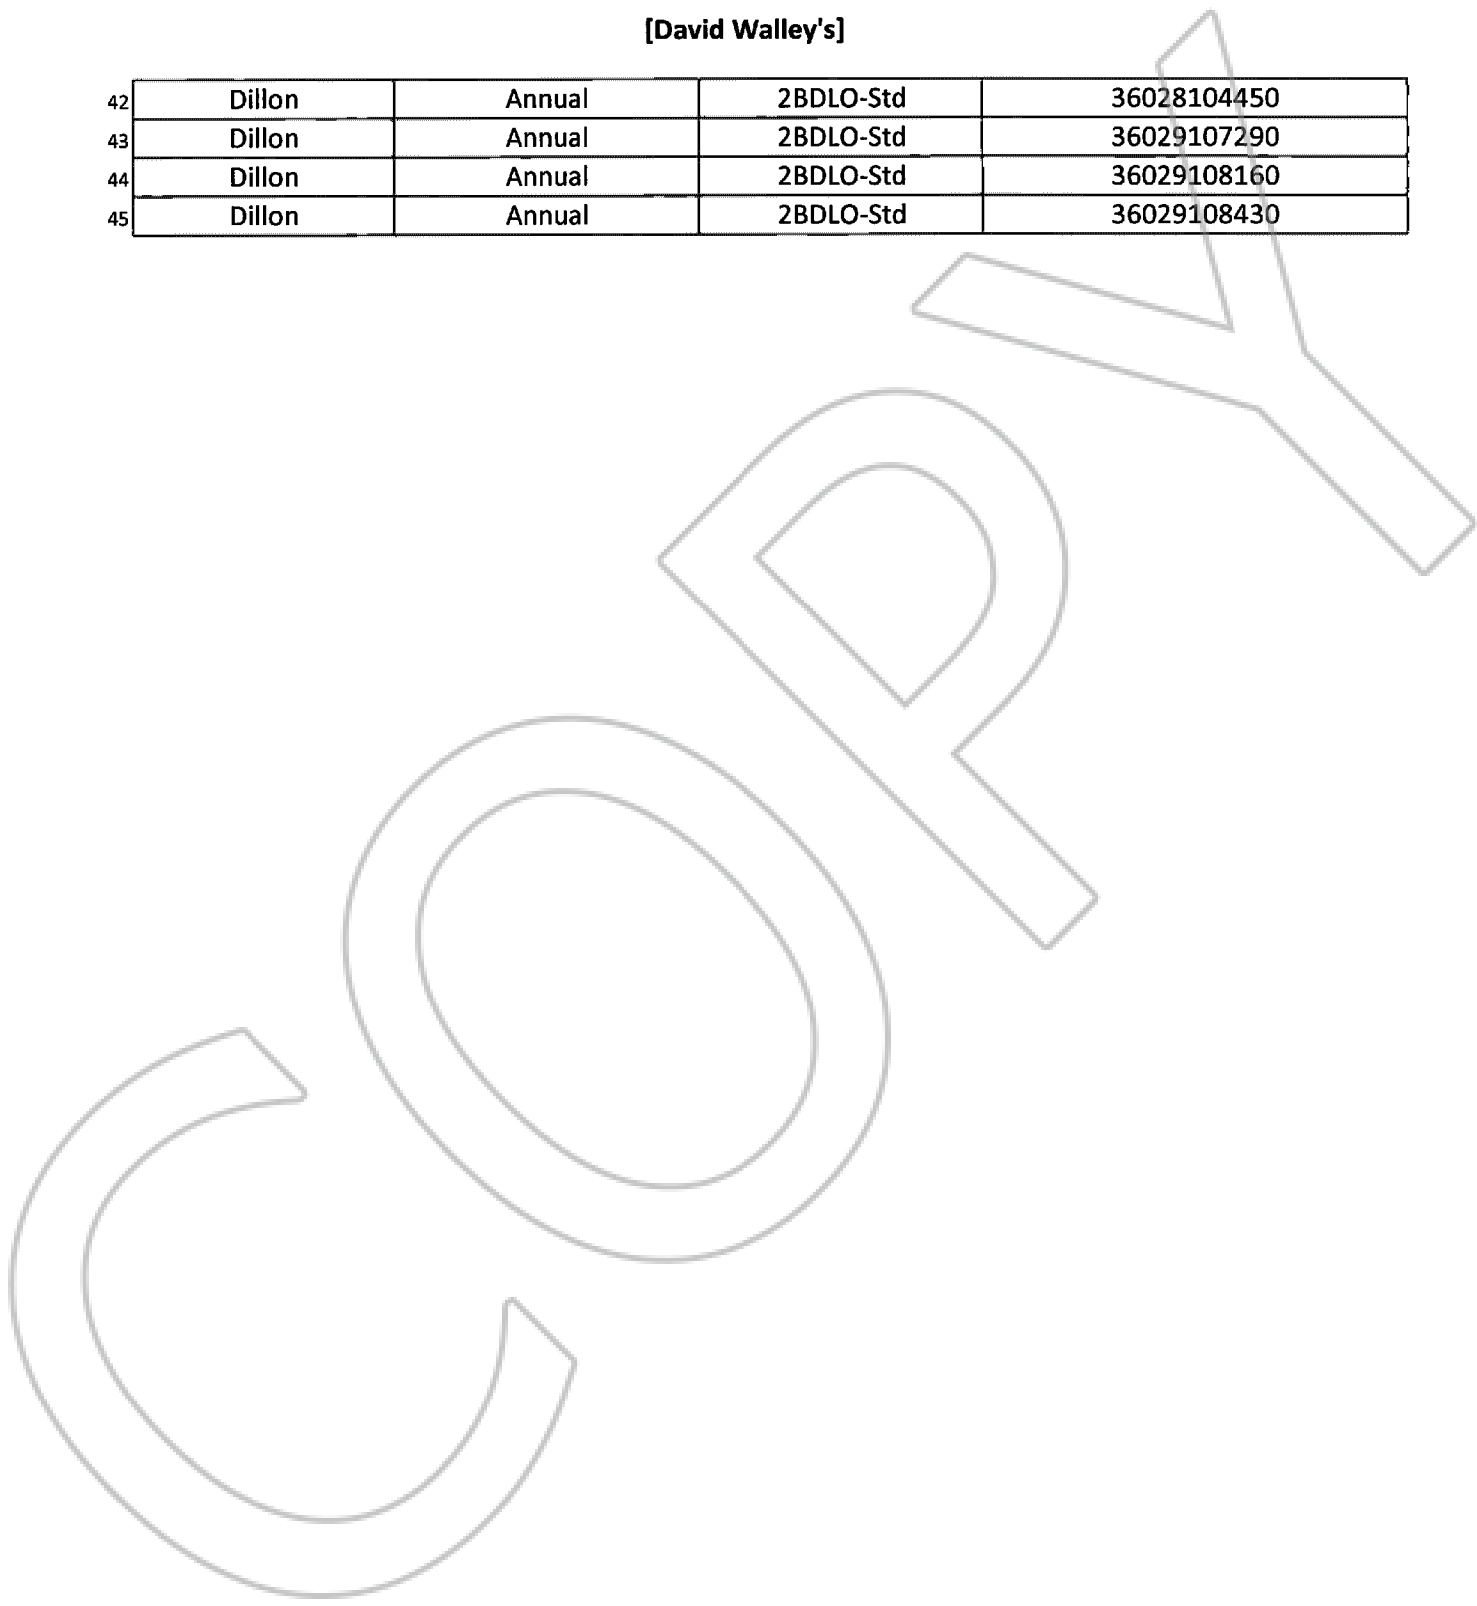 [David Walley's]
42 Dillon Annual 2BDLO-Std 36028104450
43 Dillon Annual 2BDLO-Std 36029107290
44 Dillon Annual 2BDLO-Std 36029108160
45 Dillon Annual 2BDLO-Std 36029108430
COPY